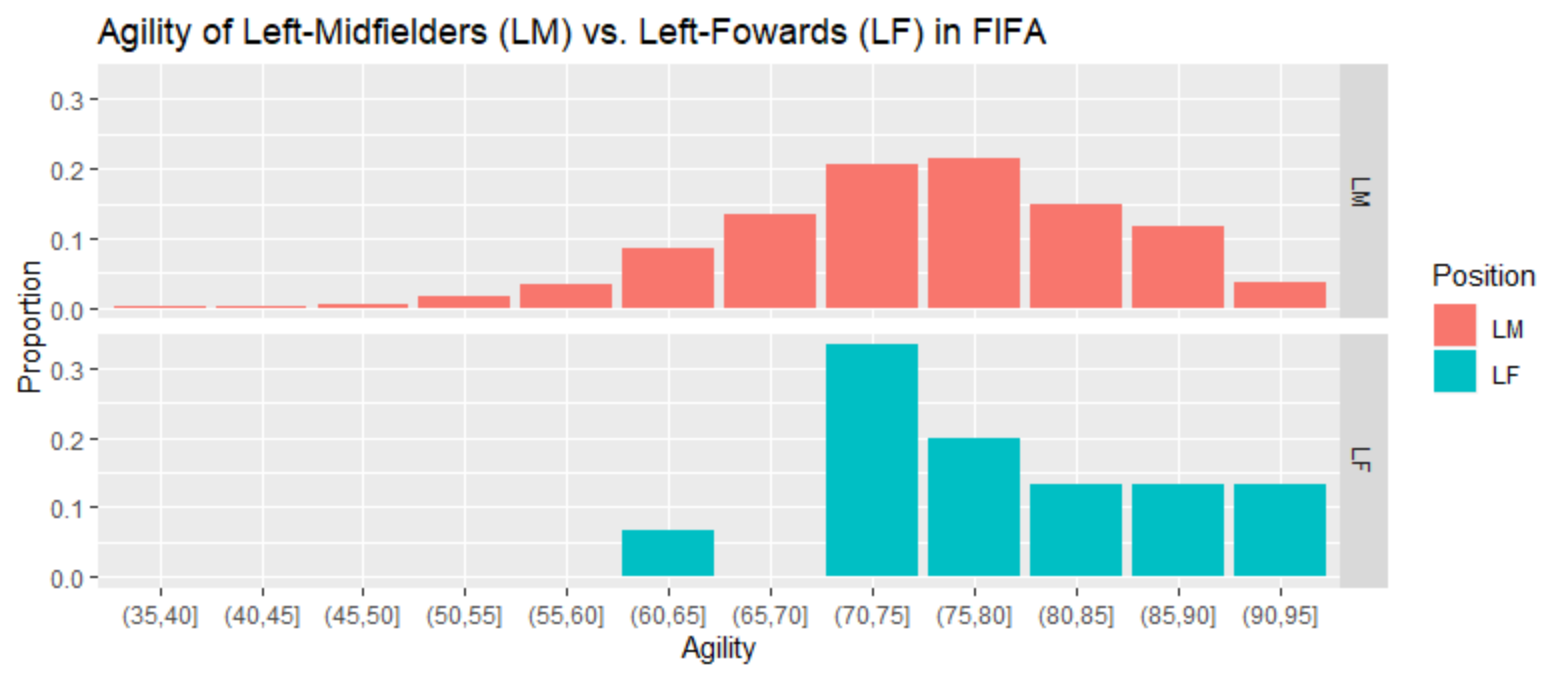 Agility of Left-Midfielders (LM) vs. Left-Fowards (LF) in FIFA
Proportion
0.3
0.2
0.1
0.0
LM
0.3
0.2
0.1
0.0
LF
(35,40] (40,45] (45,50] (50,55] (55,60] (60,65] (65,70] (70,75] (75,80] (80,85] (85,90] (90,95]
Agility
Position
LM
LF